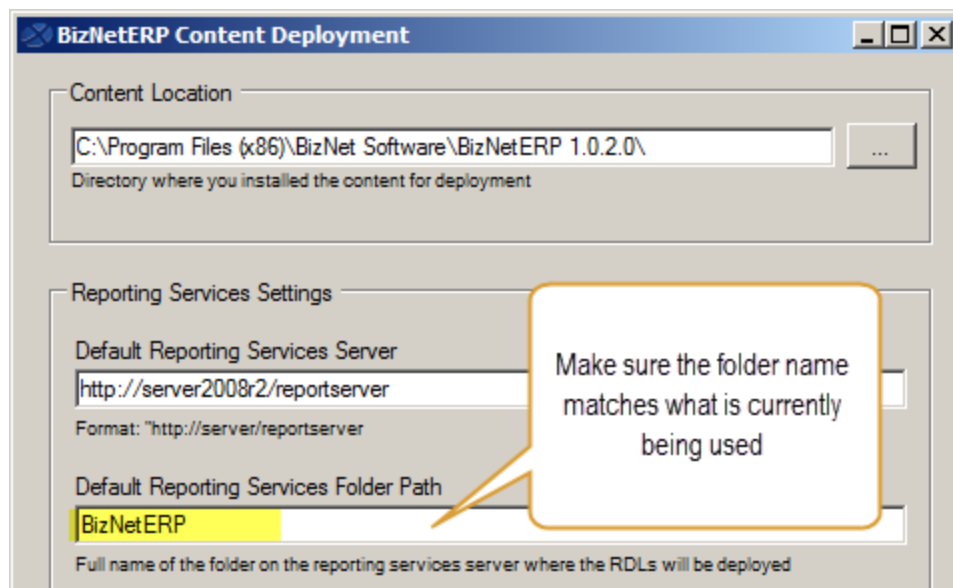 BizNetERP Content Deployment
Content Location
C:\Program Files (x86)\BizNet Software\BizNetERP 1.0.2.0\
...
Directory where you installed the content for deployment
Reporting Services Settings
Default Reporting Services Server
http://server2008r2/reportserver
Format: "http://server/reportserver
Make sure the folder name
matches what is currently
being used
Default Reporting Services Folder Path
BizNetERP
Full name of the folder on the reporting services server where the RDLs will be deployed